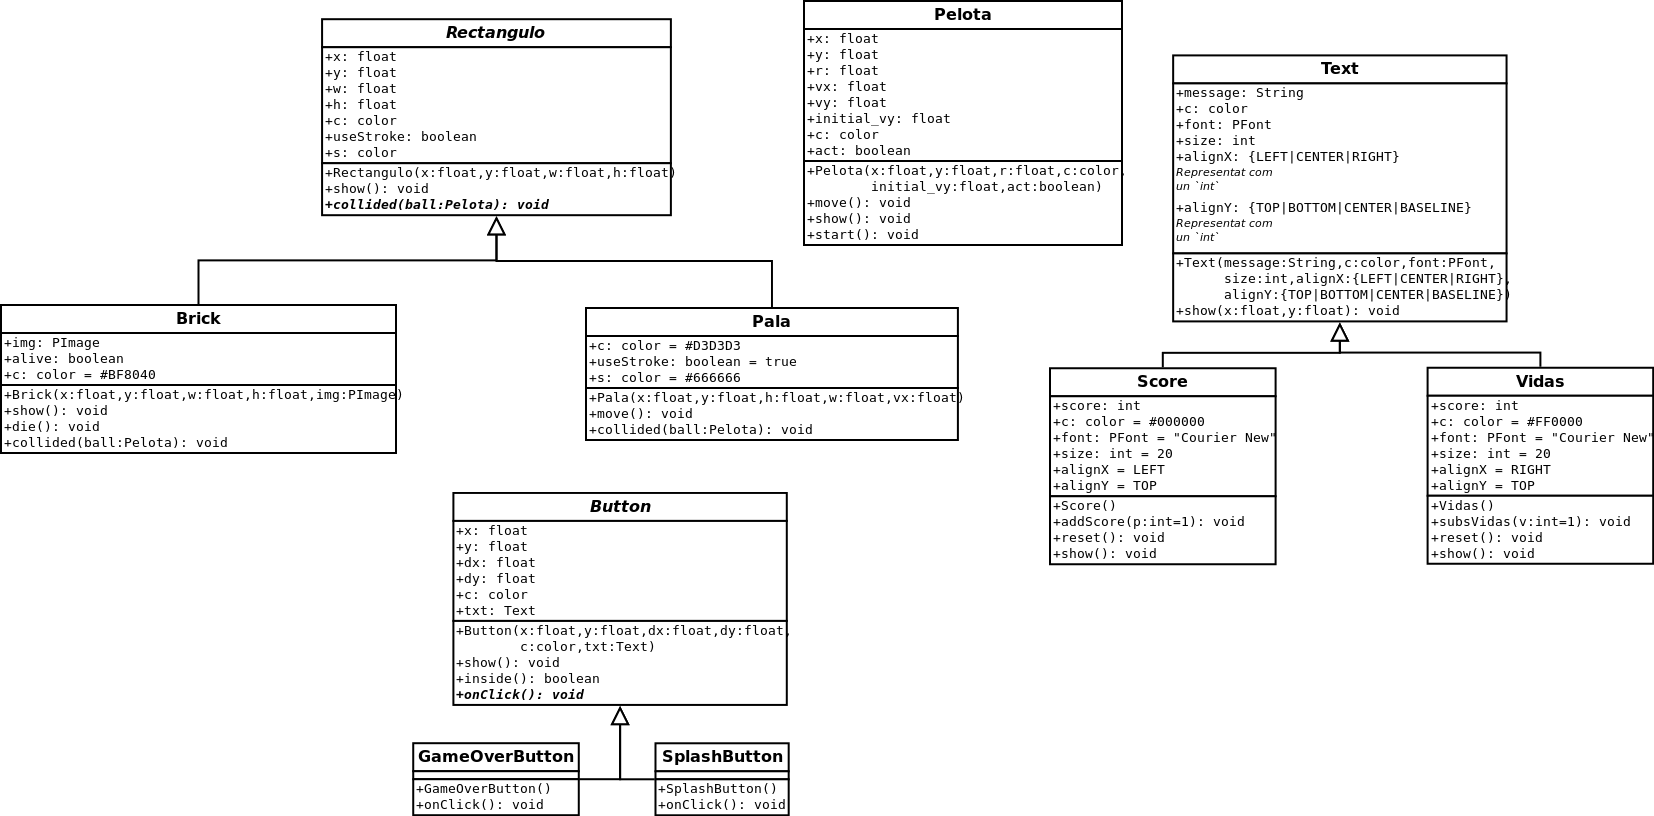 Rectangulo
+x: float
+y: float
+w: float
+h: float
+c: color
+useStroke: boolean
+s: color
+Rectangulo(x:float,y:float,w:float,h:float)
+show(): void
+collided(ball:Pelota): void
Pelota
+x: float
+y: float
+r: float
+vx: float
+vy: float
+initial_vy: float
+c: color
+act: boolean
+Pelota(x:float,y:float,r:float,c:color,
initial_vy:float,act:boolean)
+move(): void
+show(): void
+start(): void
Text
+message: String
+c: color
+font: PFont
+size: int
+alignX: {LEFT|CENTER|RIGHT}
Representat com
un `int`
+alignY: {TOP|BOTTOM|CENTER|BASELINE}
Representat com
un `int`
+Text(message:String,c:color,font:PFont,
size:int,alignX:{LEFT|CENTER|RIGHT},
alignY:{TOP|BOTTOM|CENTER|BASELINE})
+show(x:float,y:float): void
Brick
+img: PImage
+alive: boolean
+c: color = #BF8040
+Brick(x:float,y:float,w:float,h:float,img:PImage)
+show(): void
+die(): void
+collided(ball:Pelota): void
Pala
+c: color = #D3D3D3
+useStroke: boolean = true
+s: color = #666666
+Pala(x:float,y:float,h:float,w:float,vx:float)
+move(): void
+collided(ball:Pelota): void
Score
+score: int
+c: color = #000000
+font: PFont = "Courier New"
+size: int = 20
+alignX = LEFT
+alignY = TOP
+Score()
+addScore(p:int=1): void
+reset(): void
+show(): void
Vidas
+score: int
+c: color = #FF0000
+font: PFont = "Courier New"
+size: int = 20
+alignX = RIGHT
+alignY = TOP
+Vidas()
+subsVidas(v:int=1): void
+reset(): void
+show(): void
Button
+x: float
+y: float
+dx: float
+dy: float
+c: color
+txt: Text
+Button(x:float,y:float,dx:float,dy:float,
c:color,txt:Text)
+show(): void
+inside(): boolean
+onClick(): void
GameOverButton
+GameOverButton()
+onClick(): void
SplashButton
+SplashButton()
+onClick(): void